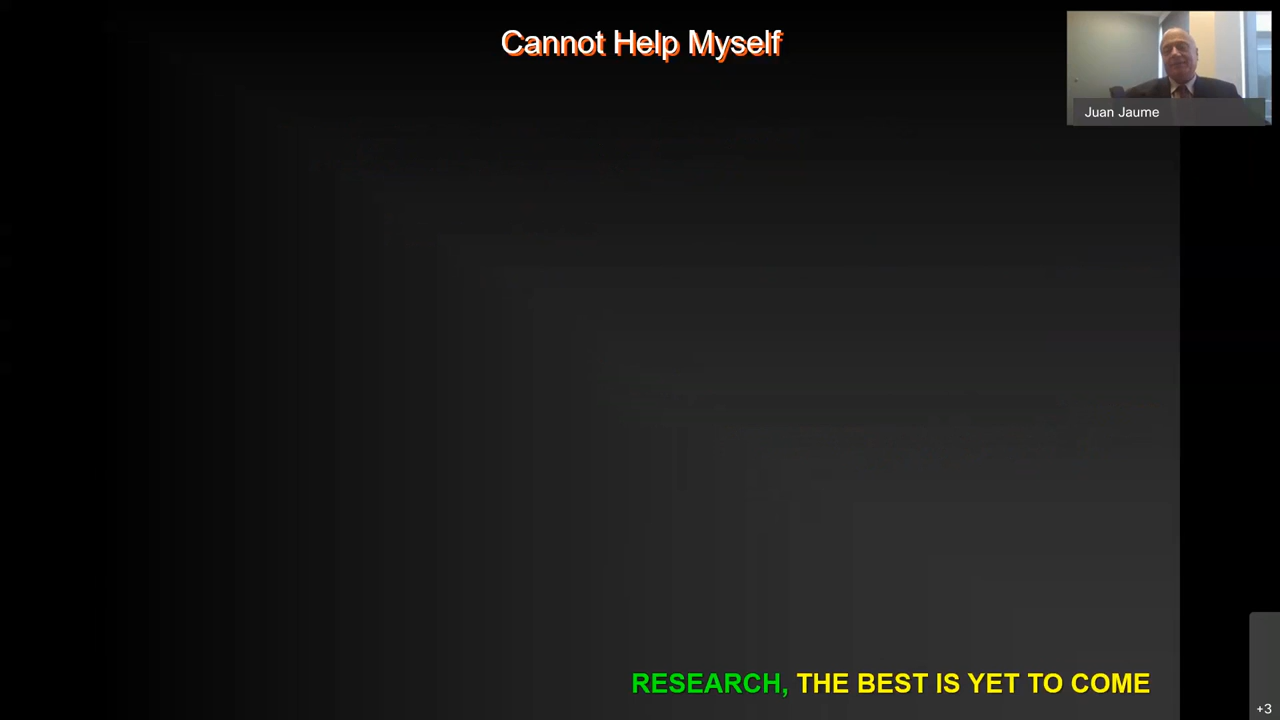 Cannot Help Myself
Juan Jaume
RESEARCH, THE BEST IS YET TO COME
+3